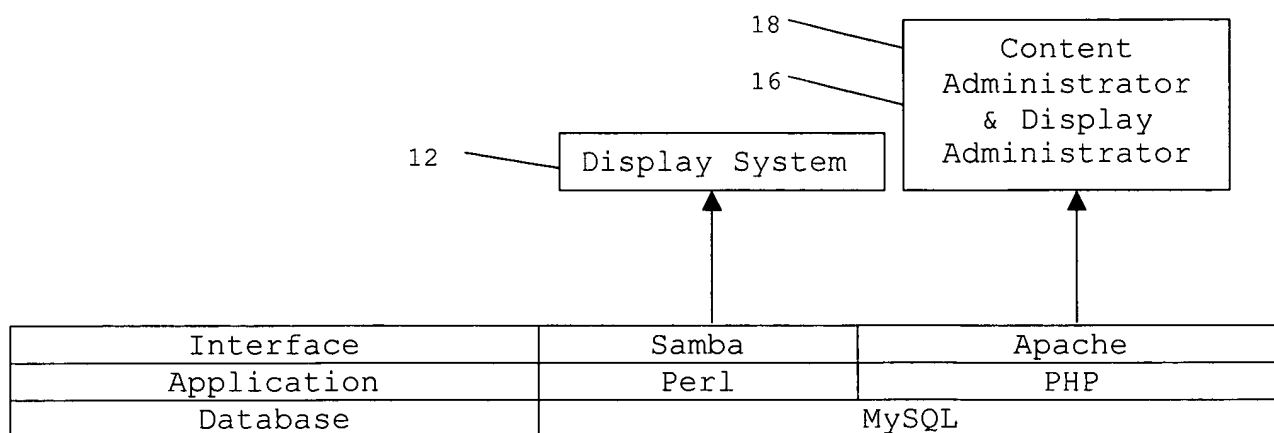 18
Content
Administrator
& Display
Administrator
16
12
Display System
Interface Samba Apache
Application Perl PHP
Database MySQL